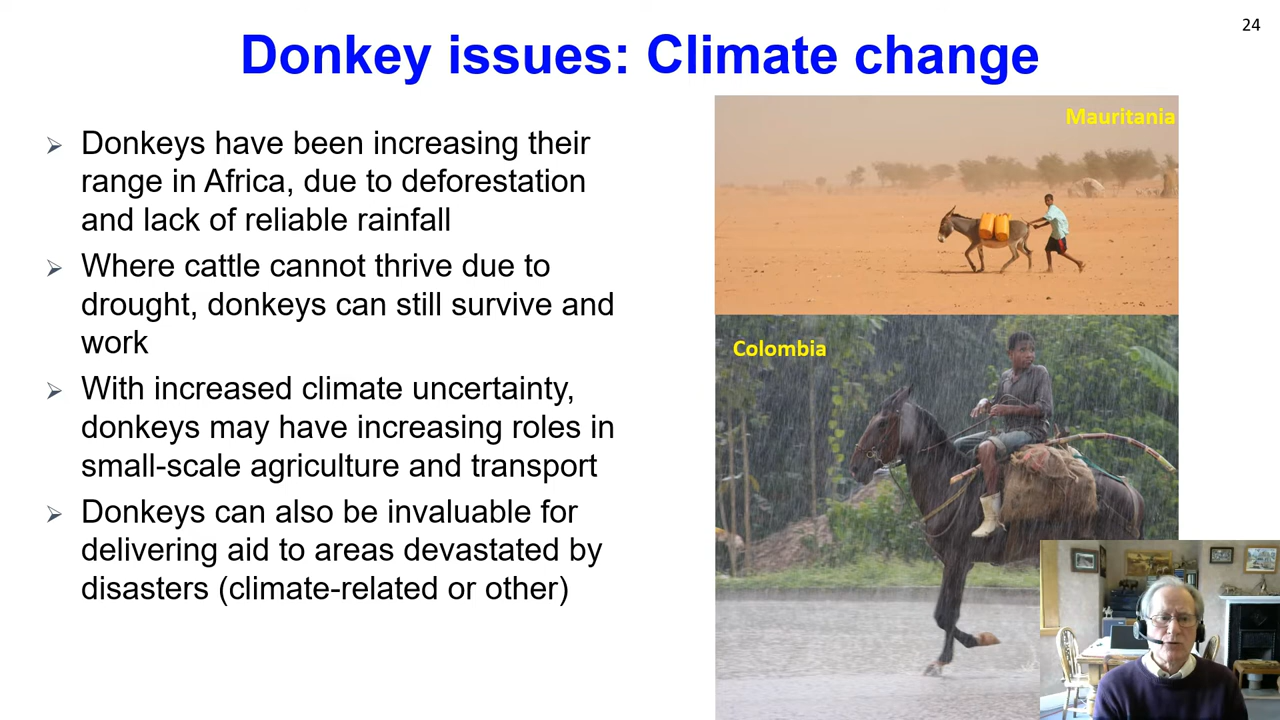 24
Donkey issues: Climate change
Donkeys have been increasing their
range in Africa, due to deforestation
and lack of reliable rainfall
Where cattle cannot thrive due to
drought, donkeys can still survive and
work
With increased climate uncertainty,
donkeys may have increasing roles in
small-scale agriculture and transport
Donkeys can also be invaluable for
delivering aid to areas devastated by
disasters (climate-related or other)
Mauritania
Colombia